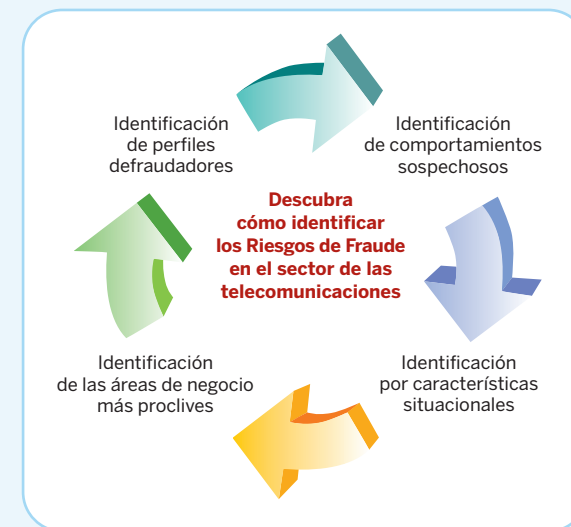 Identificación
de perfiles
defraudadores
Identificación
de comportamientos
sospechosos
Descubra
cómo identificar
los Riesgos de Fraude
en el sector de las
telecomunicaciones
Identificación
de las áreas de negocio
más proclives
Identificación
por características
situacionales